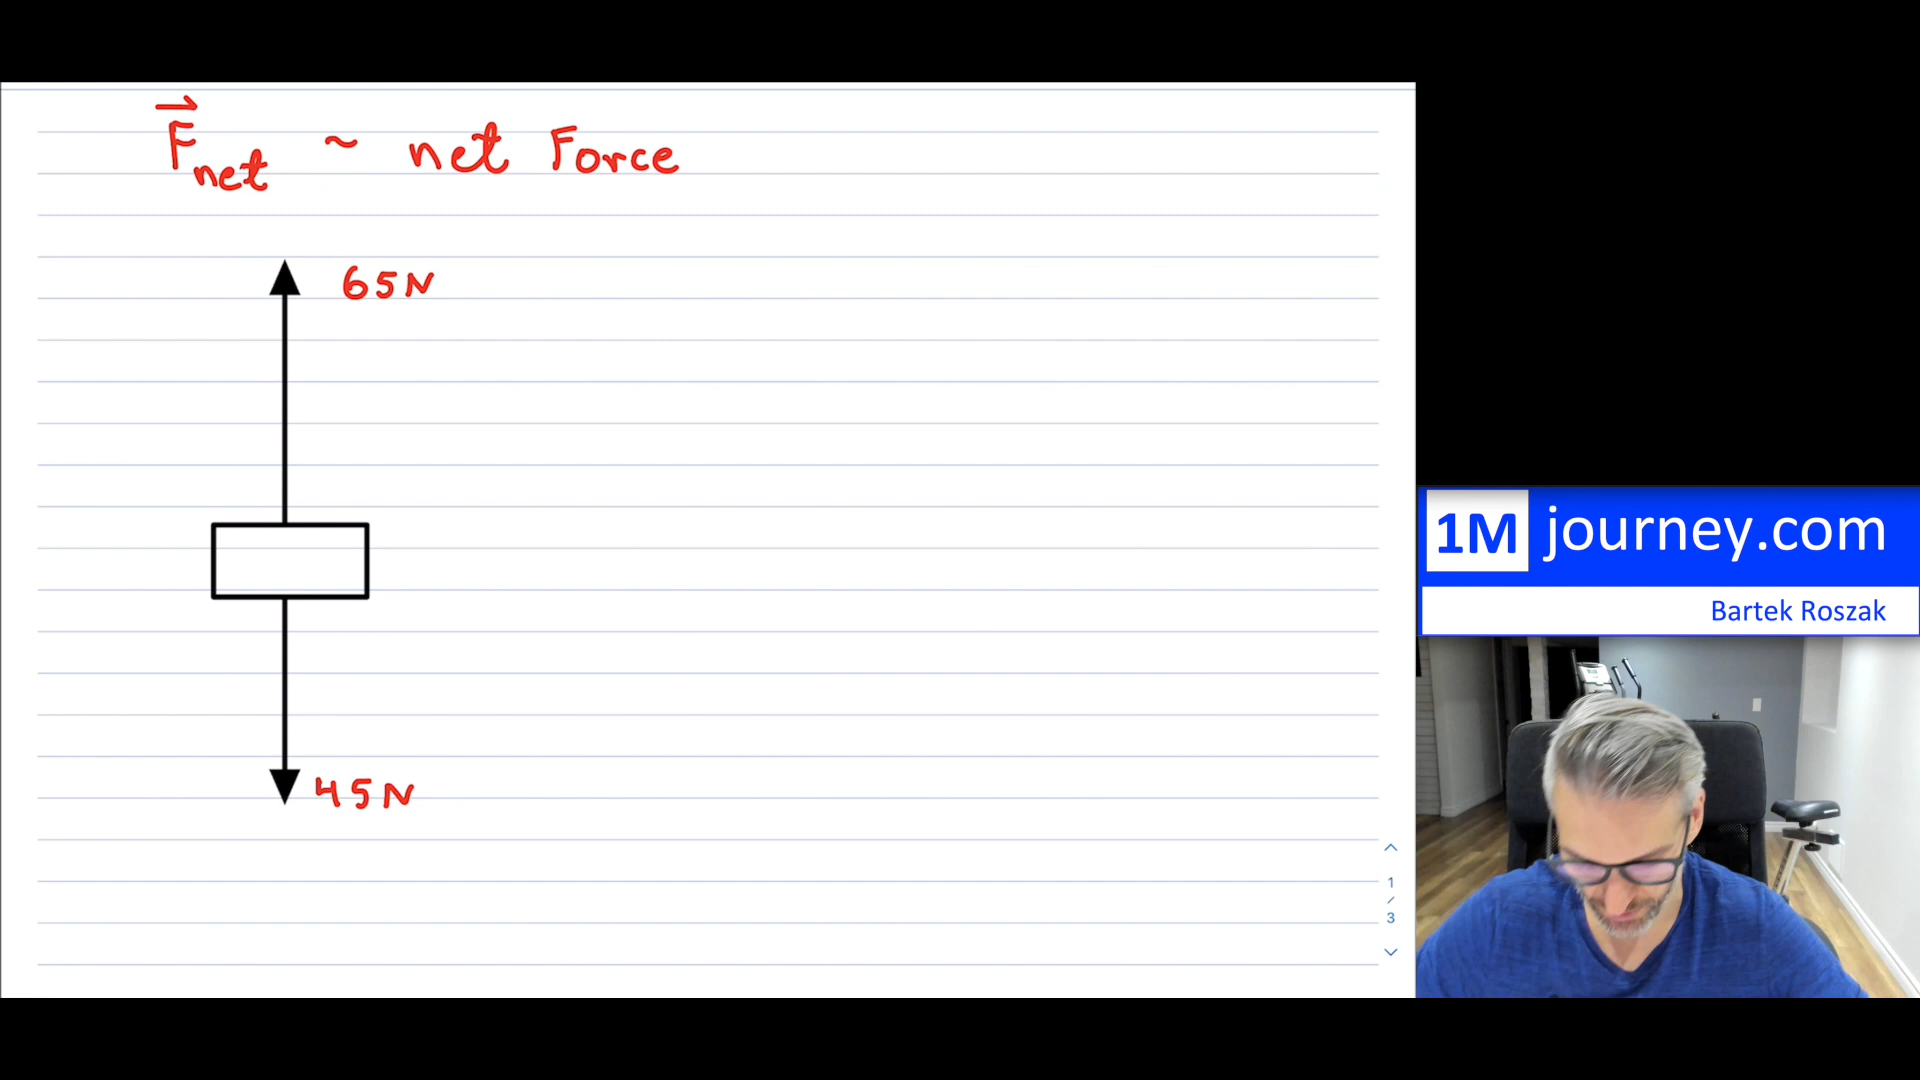 F⃗net ~ net Force
65N
45N
1M journey.com
Bartek Roszak
1
/
3